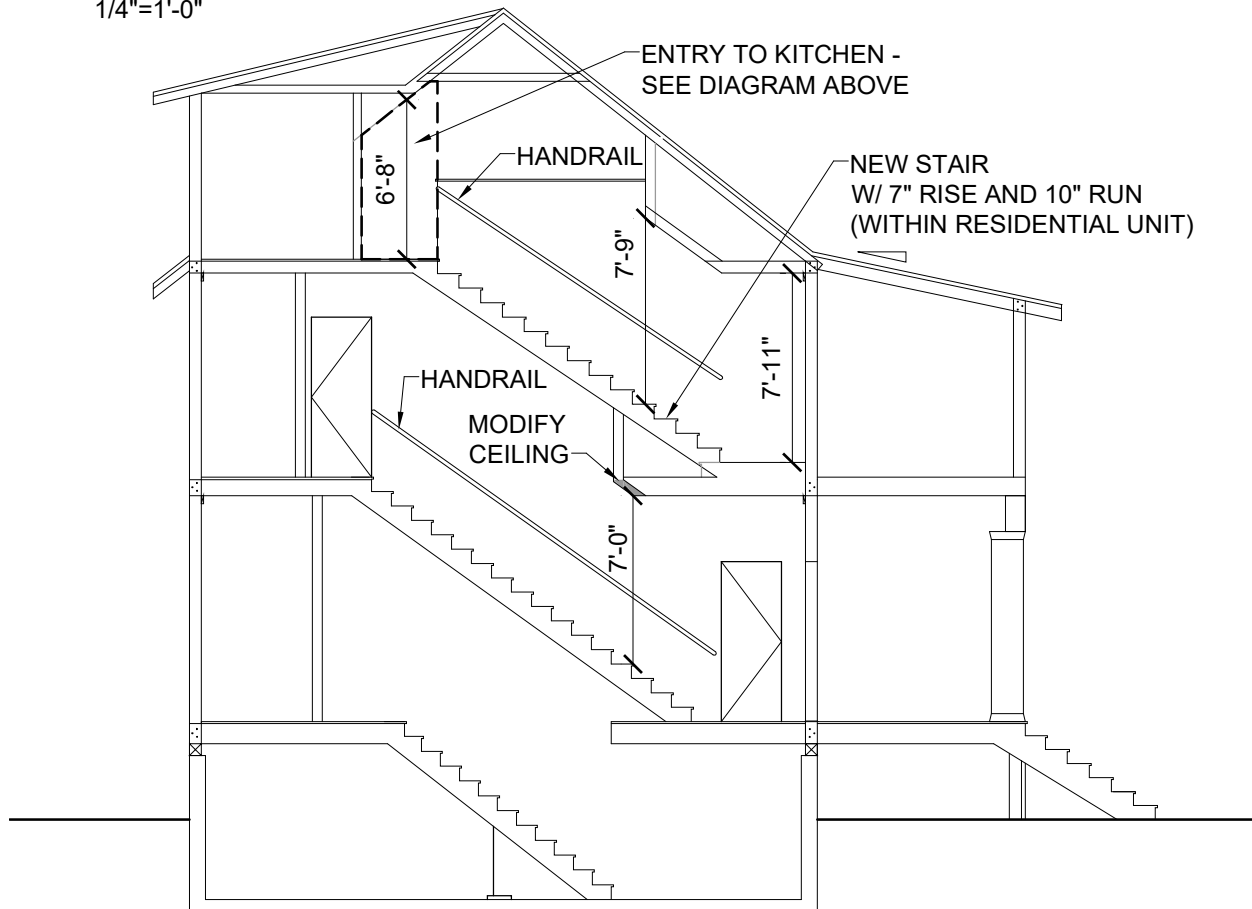 1/4"=1'-0"
ENTRY TO KITCHEN -
SEE DIAGRAM ABOVE
HANDRAIL
NEW STAIR
W/ 7" RISE AND 10" RUN
(WITHIN RESIDENTIAL UNIT)
6'-8"
7'-9"
7'-11"
HANDRAIL
MODIFY
CEILING
7'-0"